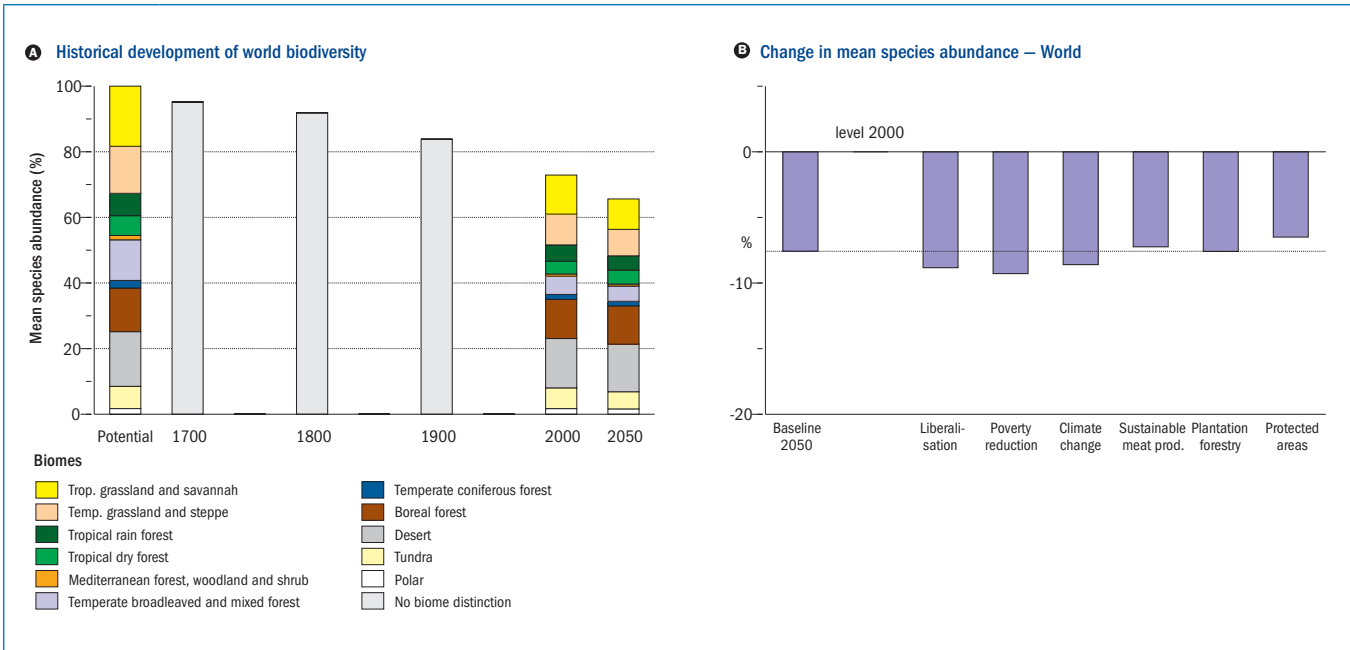 A Historical development of world biodiversity
Mean species abundance (%)
100
80
60
40
20
0
Potential 1700 1800 1900 2000 2050
Biomes
Trop. grassland and savannah
Temp. grassland and steppe
Tropical rain forest
Tropical dry forest
Mediterranean forest, woodland and shrub
Temperate broadleaved and mixed forest
Temperate coniferous forest
Boreal forest
Desert
Tundra
Polar
No biome distinction
B Change in mean species abundance — World
level 2000
0
%
-10
-20
Baseline
2050
Liberali-
sation
Poverty
reduction
Climate
change
Sustainable
meat prod.
Plantation
forestry
Protected
areas